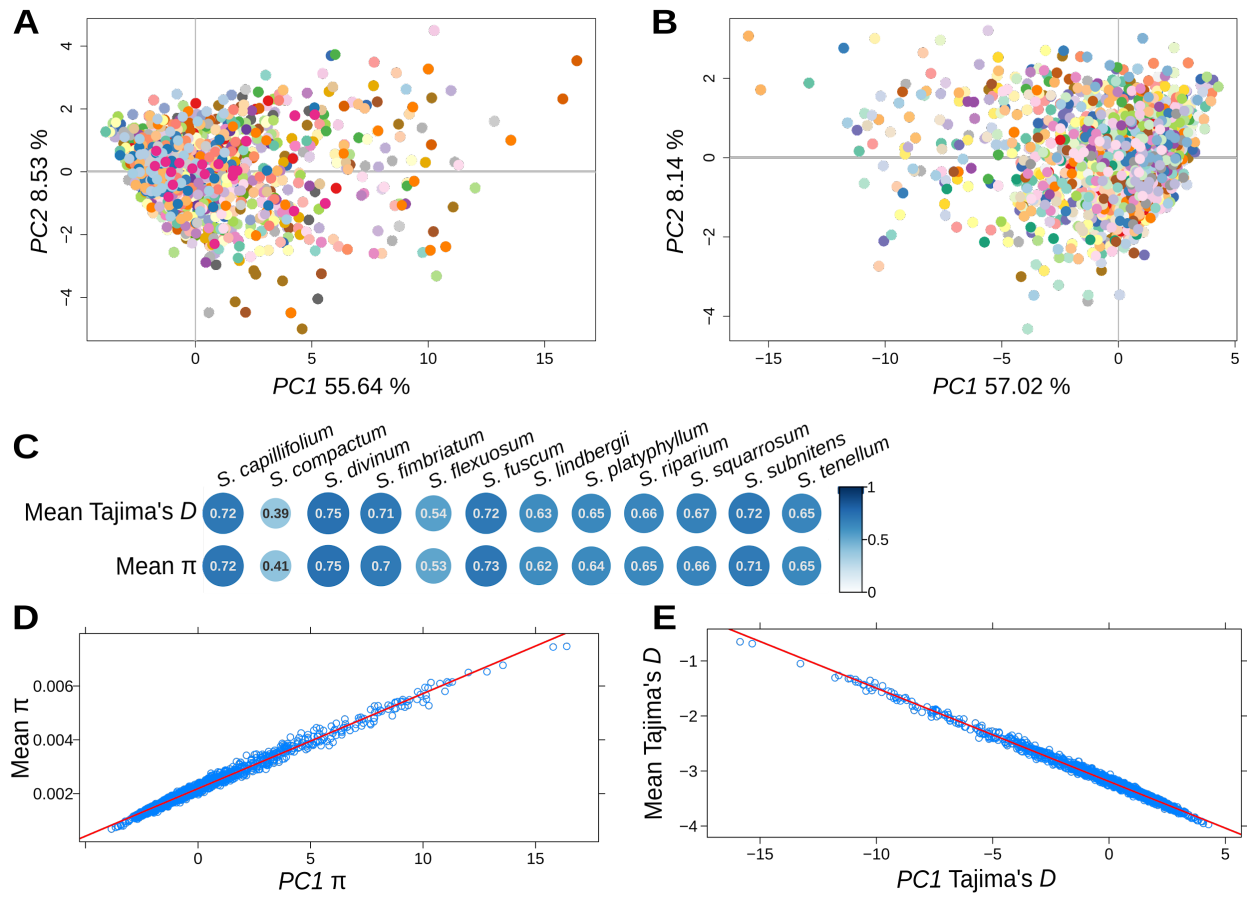 A
4
2
0
−2
−4
PC2 8.53 %
0
5
10
15
PC1 55.64 %
B
2
0
−2
−4
PC2 8.14 %
−15
−10
−5
0
5
PC1 57.02 %
C
S. capillifolium
S. compactum
S. divinum
S. fimbriatum
S. flexuosum
S. fuscum
S. lindbergii
S. platyphyllum
S. riparium
S. squarrosum
S. subnitens
S. tenellum
Mean Tajima's D 0.72 0.39 0.75 0.71 0.54 0.72 0.63 0.65 0.66 0.67 0.72 0.65
Mean π 0.72 0.41 0.75 0.7 0.53 0.73 0.62 0.64 0.65 0.66 0.71 0.65
1
0.5
0
D
Mean π
0.006
0.004
0.002
0
5
10
15
PC1 π
E
Mean Tajima's D
−1
−2
−3
−4
−15
−10
−5
0
5
PC1 Tajima's D